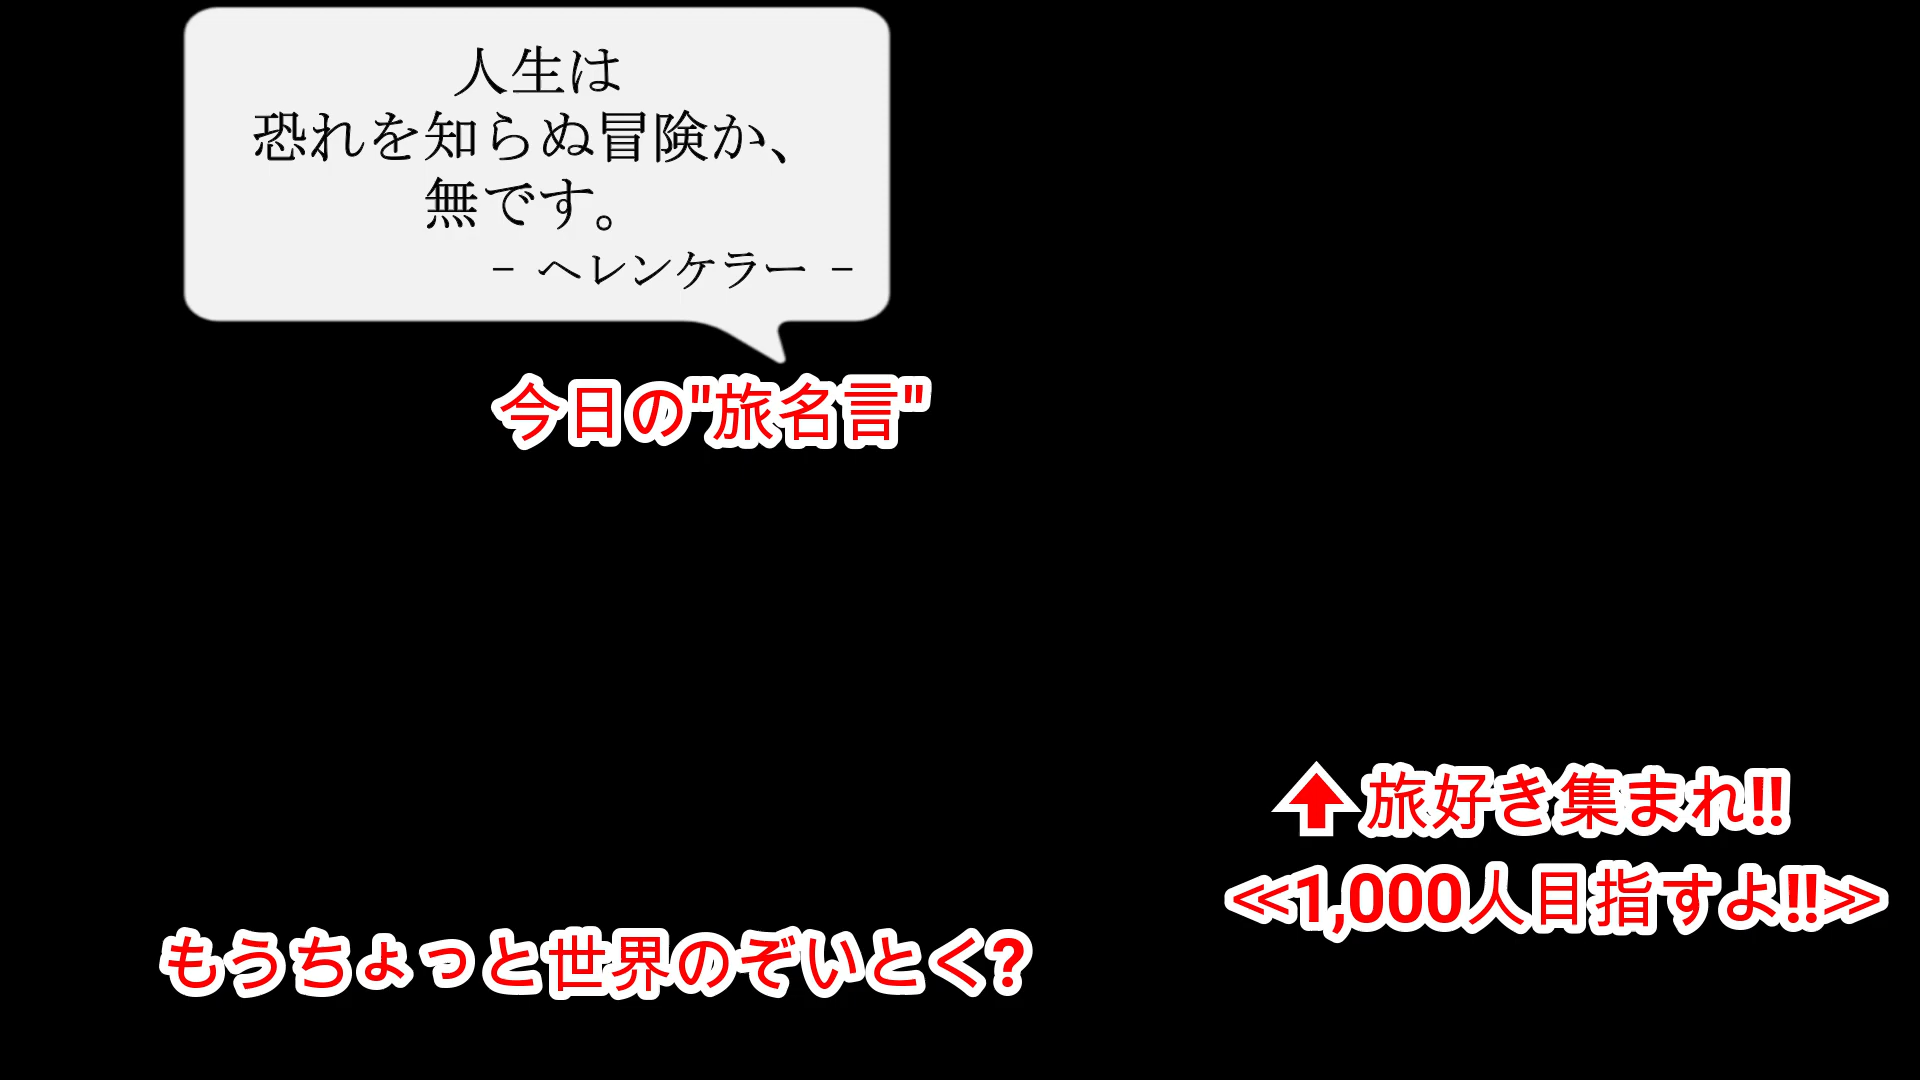 人生は
恐れを知らぬ冒険か、
無です。
- ヘレンケラー -
今日の"旅名言"
⬆旅好き集まれ!!
≪1,000人目指すよ!!≫
もうちょっと世界のぞいとく?